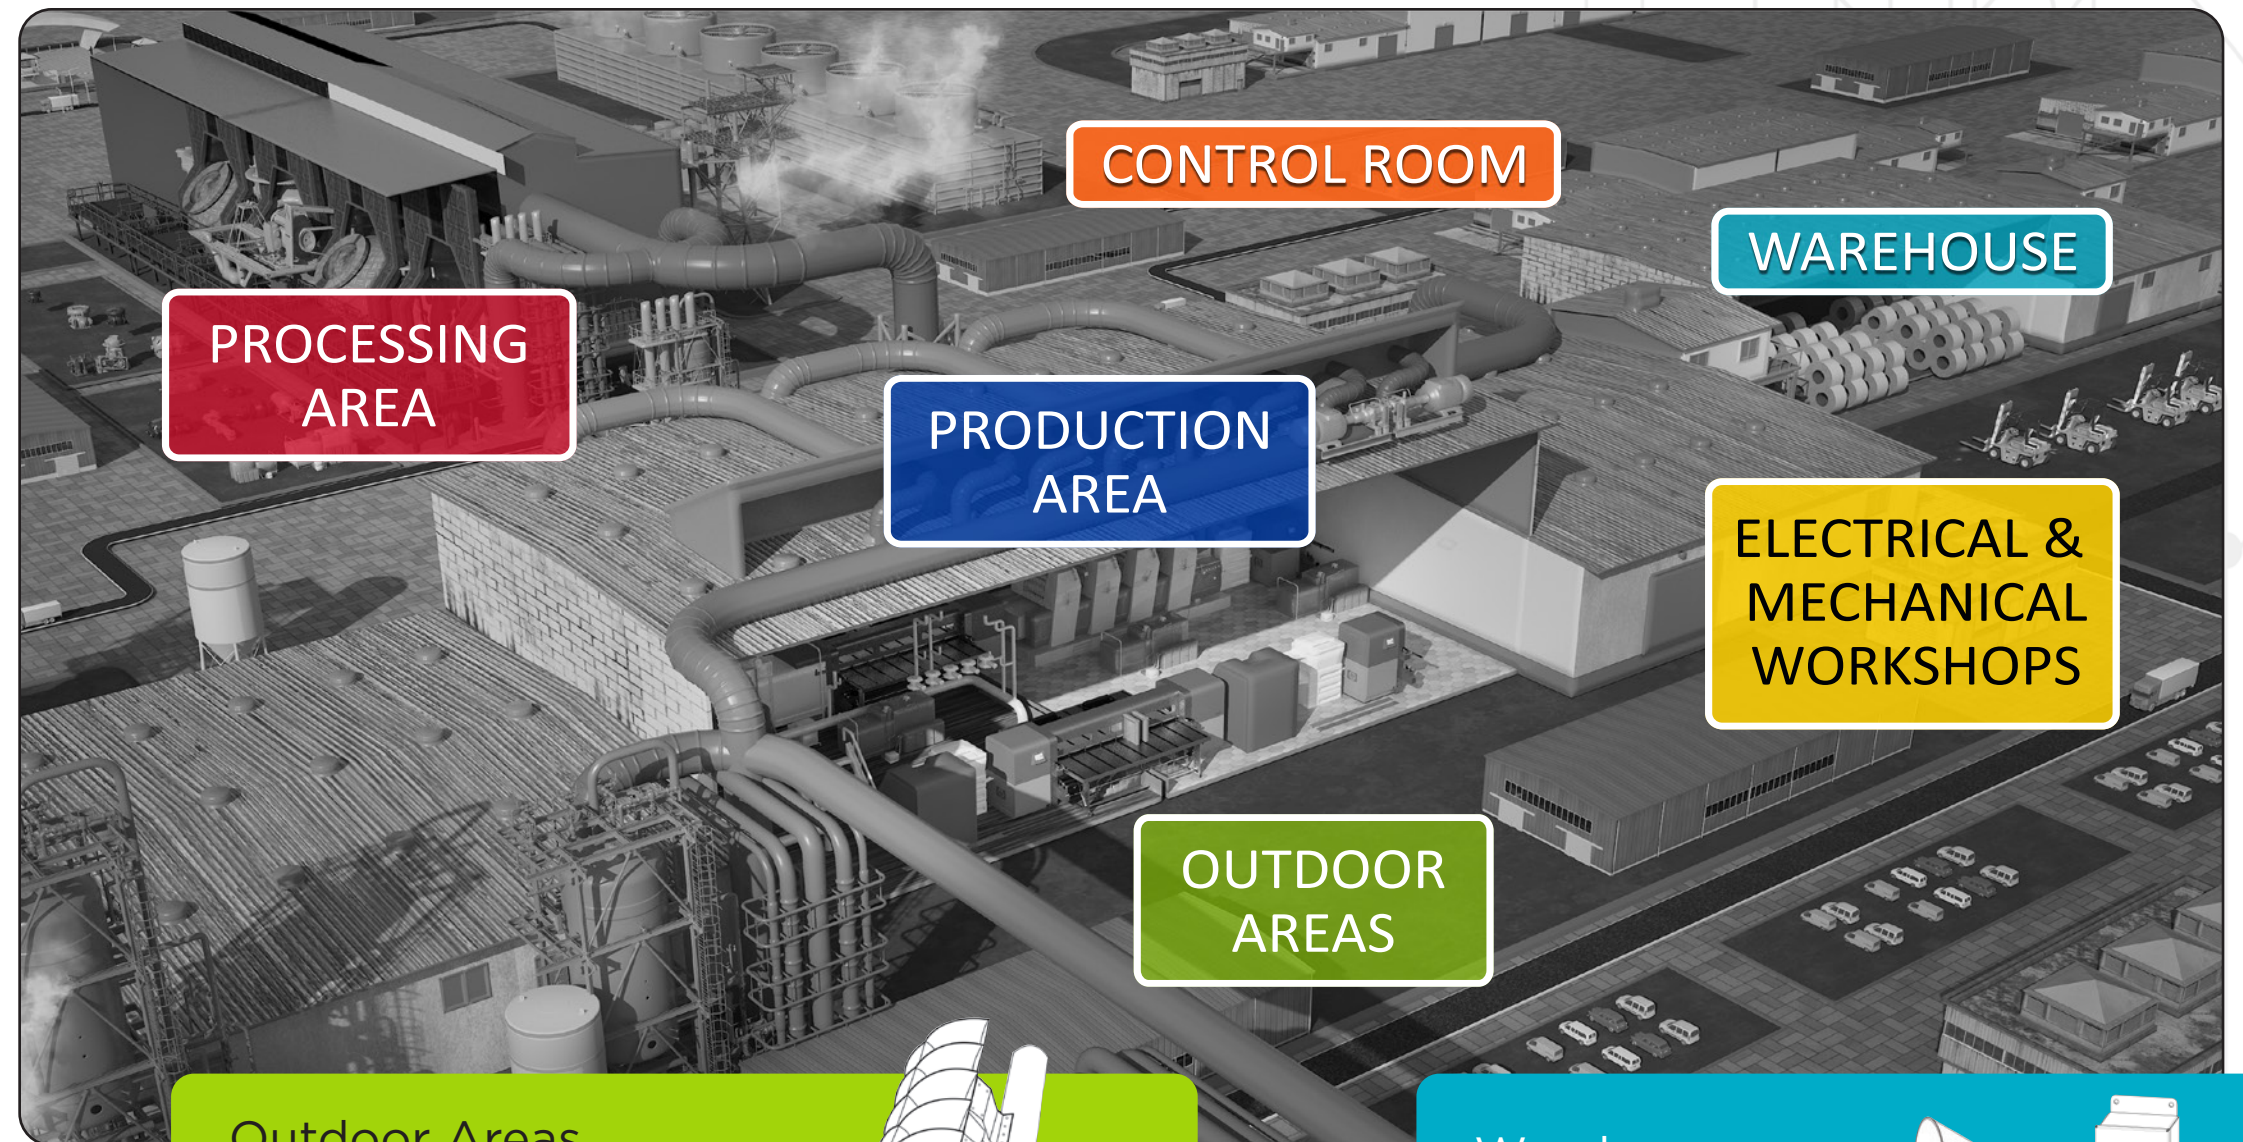 CONTROL ROOM
WAREHOUSE
PROCESSING
AREA
PRODUCTION
AREA
ELECTRICAL &
MECHANICAL
WORKSHOPS
OUTDOOR
AREAS
Outdoor Areas